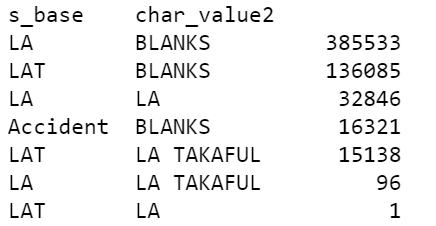 s_base char_value2
LA BLANKS 385533
LAT BLANKS 136085
LA LA 32846
Accident BLANKS 16321
LAT LA TAKAFUL 15138
LA LA TAKAFUL 96
LAT LA 1